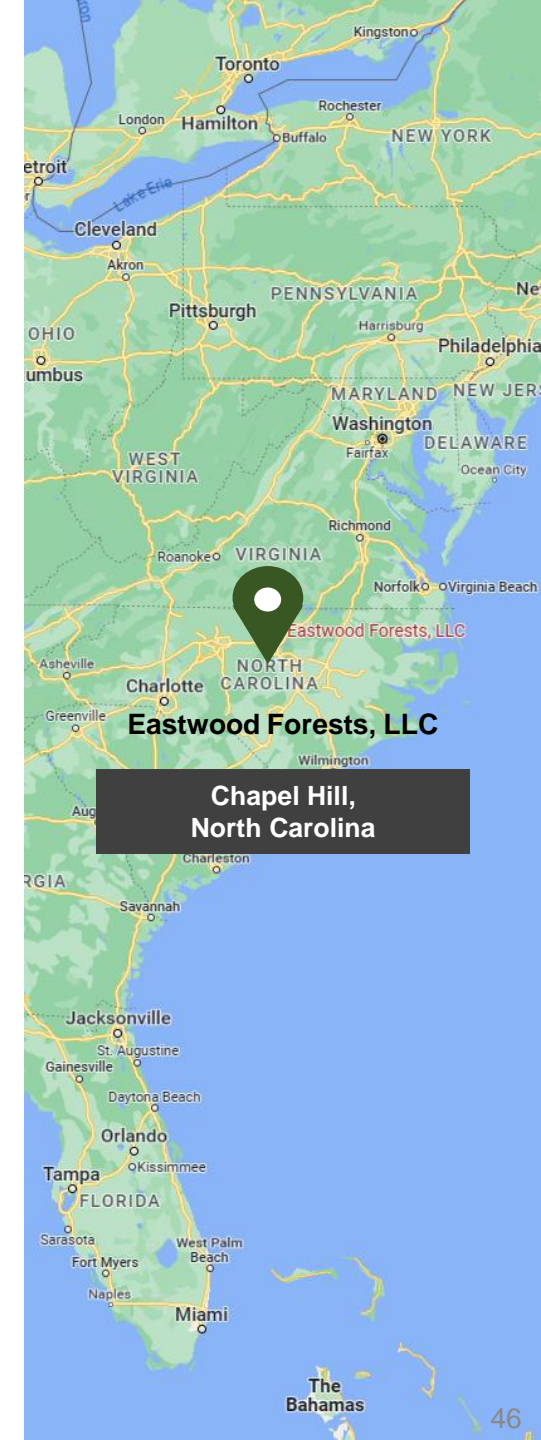 Kingston
Toronto
London
Hamilton
Rochester
Buffalo
NEW YORK
etroit
Lake Erie
Cleveland
Akron
PENNSYLVANIA
Ne
Pittsburgh
Harrisburg
OHIO
Philadelphia
umbus
MARYLAND
NEW JER
Washington
Fairfax
DELAWARE
WEST
VIRGINIA
Ocean City
Richmond
Roanoke
VIRGINIA
Norfolk
Virginia Beach
Eastwood Forests, LLC
Asheville
NORTH
CAROLINA
Charlotte
Greenville
Eastwood Forests, LLC
Wilmington
Chapel Hill,
North Carolina
Aug
Charleston
RGIA
Savannah
Jacksonville
St. Augustine
Gainesville
Daytona Beach
Orlando
Kissimmee
Tampa
FLORIDA
Sarasota
West Palm
Beach
Fort Myers
Naples
Miami
The
Bahamas
46